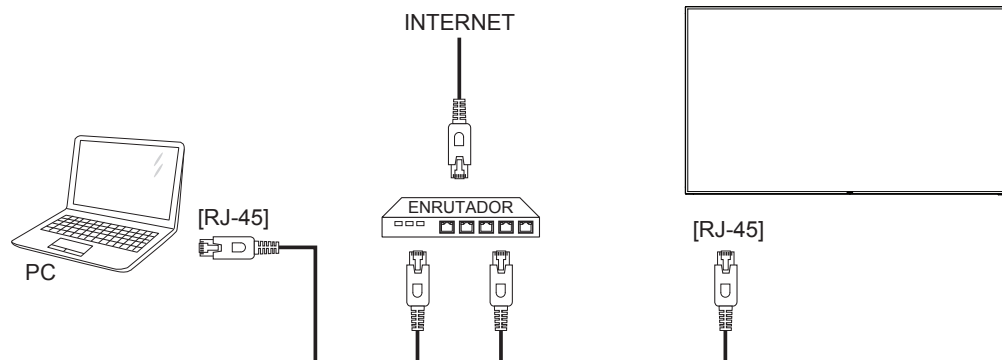 INTERNET
ENRUTADOR
[RJ-45]
[RJ-45]
PC